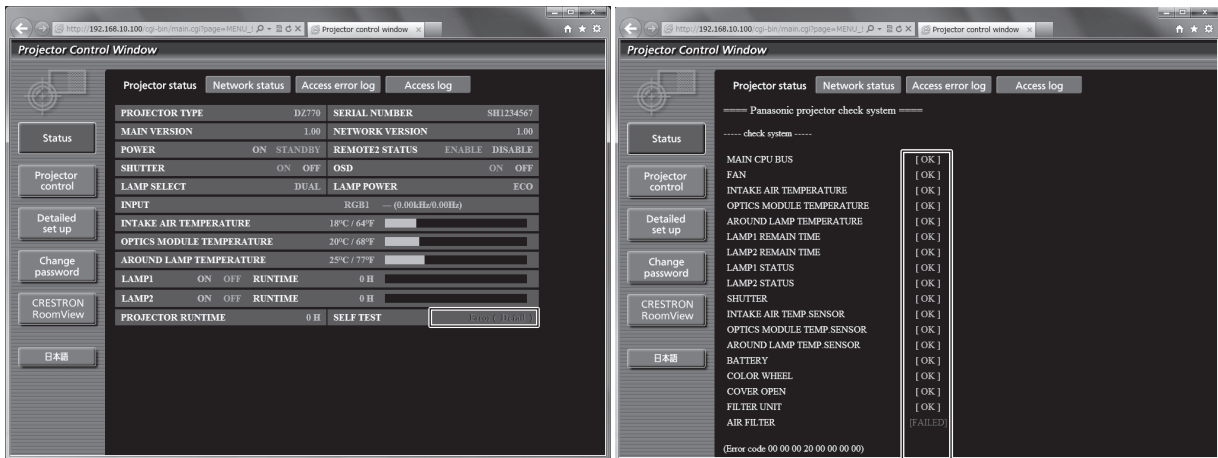 http://192.168.10.100/cgi-bin/main.cgi?page=MENU_
Projector control window
Projector Control Window
Projector status Network status Access error log Access log
Status
Projector control
Detailed set up
Change password
CRESTRON RoomView
日本語
PROJECTOR TYPE DZ770 SERIAL NUMBER SH1234567
MAIN VERSION 1.00 NETWORK VERSION 1.00
POWER ON STANDBY REMOTE2 STATUS ENABLE DISABLE
SHUTTER ON OFF OSD ON OFF
LAMP SELECT DUAL LAMP POWER ECO
INPUT RGB1 — (0.00kHz/0.00Hz)
INTAKE AIR TEMPERATURE 18°C / 64°F
OPTICS MODULE TEMPERATURE 20°C / 68°F
AROUND LAMP TEMPERATURE 25°C / 77°F
LAMP1 ON OFF RUNTIME 0 H
LAMP2 ON OFF RUNTIME 0 H
PROJECTOR RUNTIME 0 H SELF TEST Error ( Detail )
http://192.168.10.100/cgi-bin/main.cgi?page=MENU_
Projector control window
Projector Control Window
Projector status Network status Access error log Access log
Status
Projector control
Detailed set up
Change password
CRESTRON RoomView
日本語
==== Panasonic projector check system ====
----- check system -----
MAIN CPU BUS [ OK ]
FAN [ OK ]
INTAKE AIR TEMPERATURE [ OK ]
OPTICS MODULE TEMPERATURE [ OK ]
AROUND LAMP TEMPERATURE [ OK ]
LAMP1 REMAIN TIME [ OK ]
LAMP2 REMAIN TIME [ OK ]
LAMP1 STATUS [ OK ]
LAMP2 STATUS [ OK ]
SHUTTER [ OK ]
INTAKE AIR TEMP.SENSOR [ OK ]
OPTICS MODULE TEMP.SENSOR [ OK ]
AROUND LAMP TEMP.SENSOR [ OK ]
BATTERY [ OK ]
COLOR WHEEL [ OK ]
COVER OPEN [ OK ]
FILTER UNIT [ OK ]
AIR FILTER [FAILED]
(Error code 00 00 00 20 00 00 00 00)